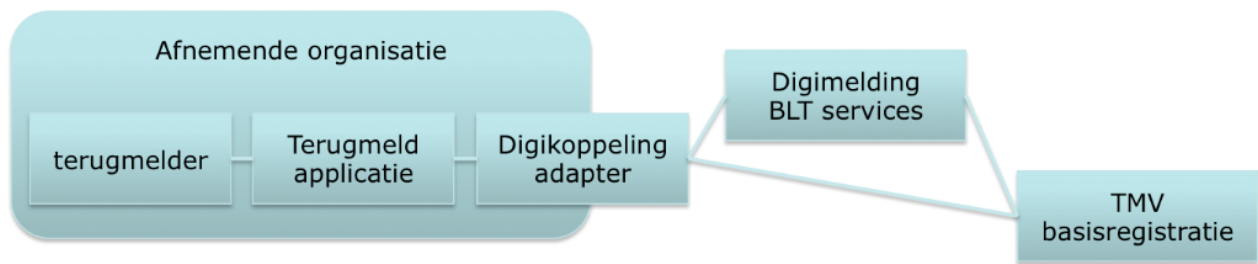 Afnemende organisatie
terugmelder
Terugmeld
applicatie
Digikoppeling
adapter
Digimelding
BLT services
TMV
basisregistratie